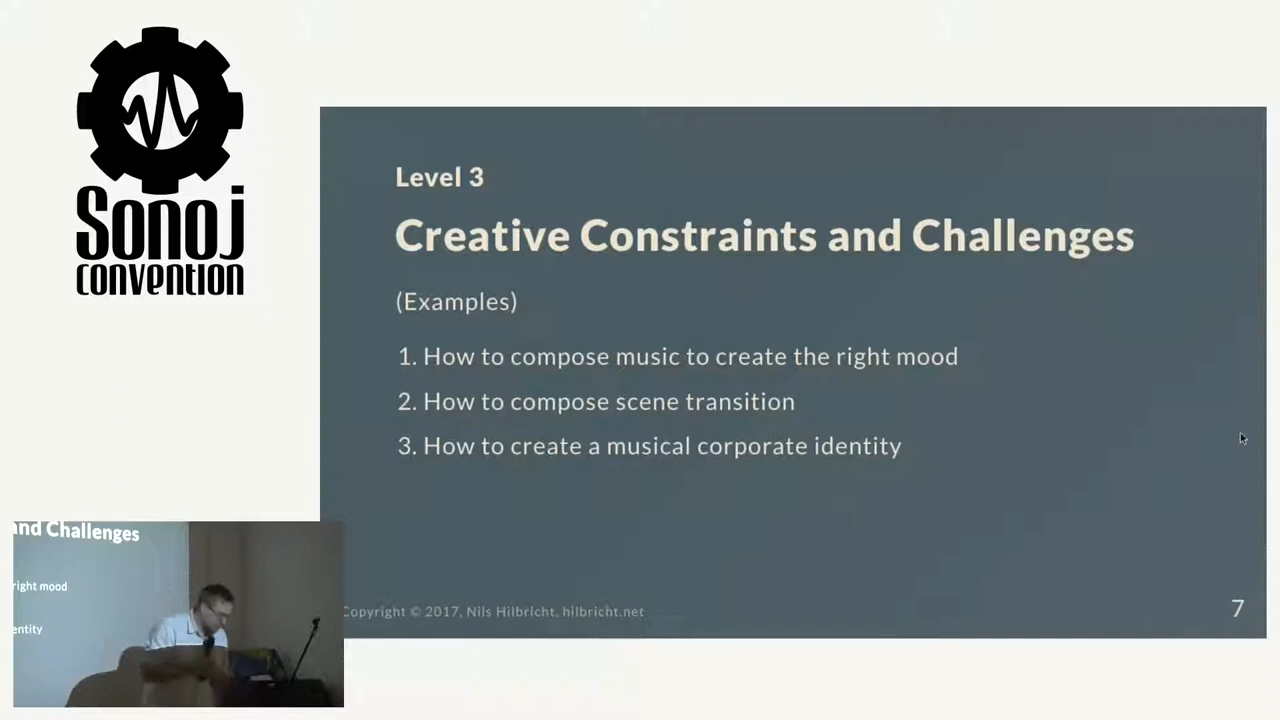 Sonoj
convention
Level 3
Creative Constraints and Challenges
(Examples)
1. How to compose music to create the right mood
2. How to compose scene transition
3. How to create a musical corporate identity
Copyright © 2017, Nils Hilbricht, hilbricht.net
7
and Challenges
right mood
entity